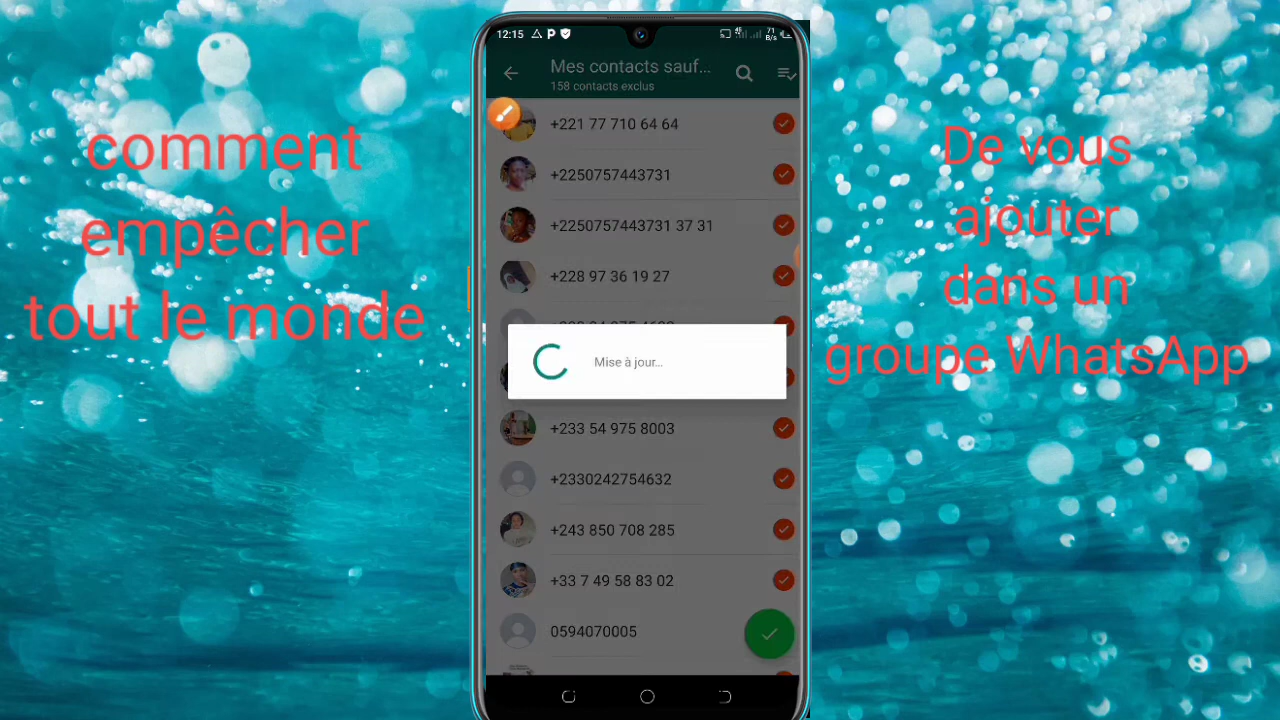 comment
empêcher
tout le monde
12:15
4G
71
B/s
Mes contacts sauf...
158 contacts exclus
+221 77 710 64 64
+2250757443731
+2250757443731 37 31
+228 97 36 19 27
Mise à jour...
+233 54 975 8003
+2330242754632
+243 850 708 285
+33 7 49 58 83 02
0594070005
De vous
ajouter
dans un
groupe WhatsApp